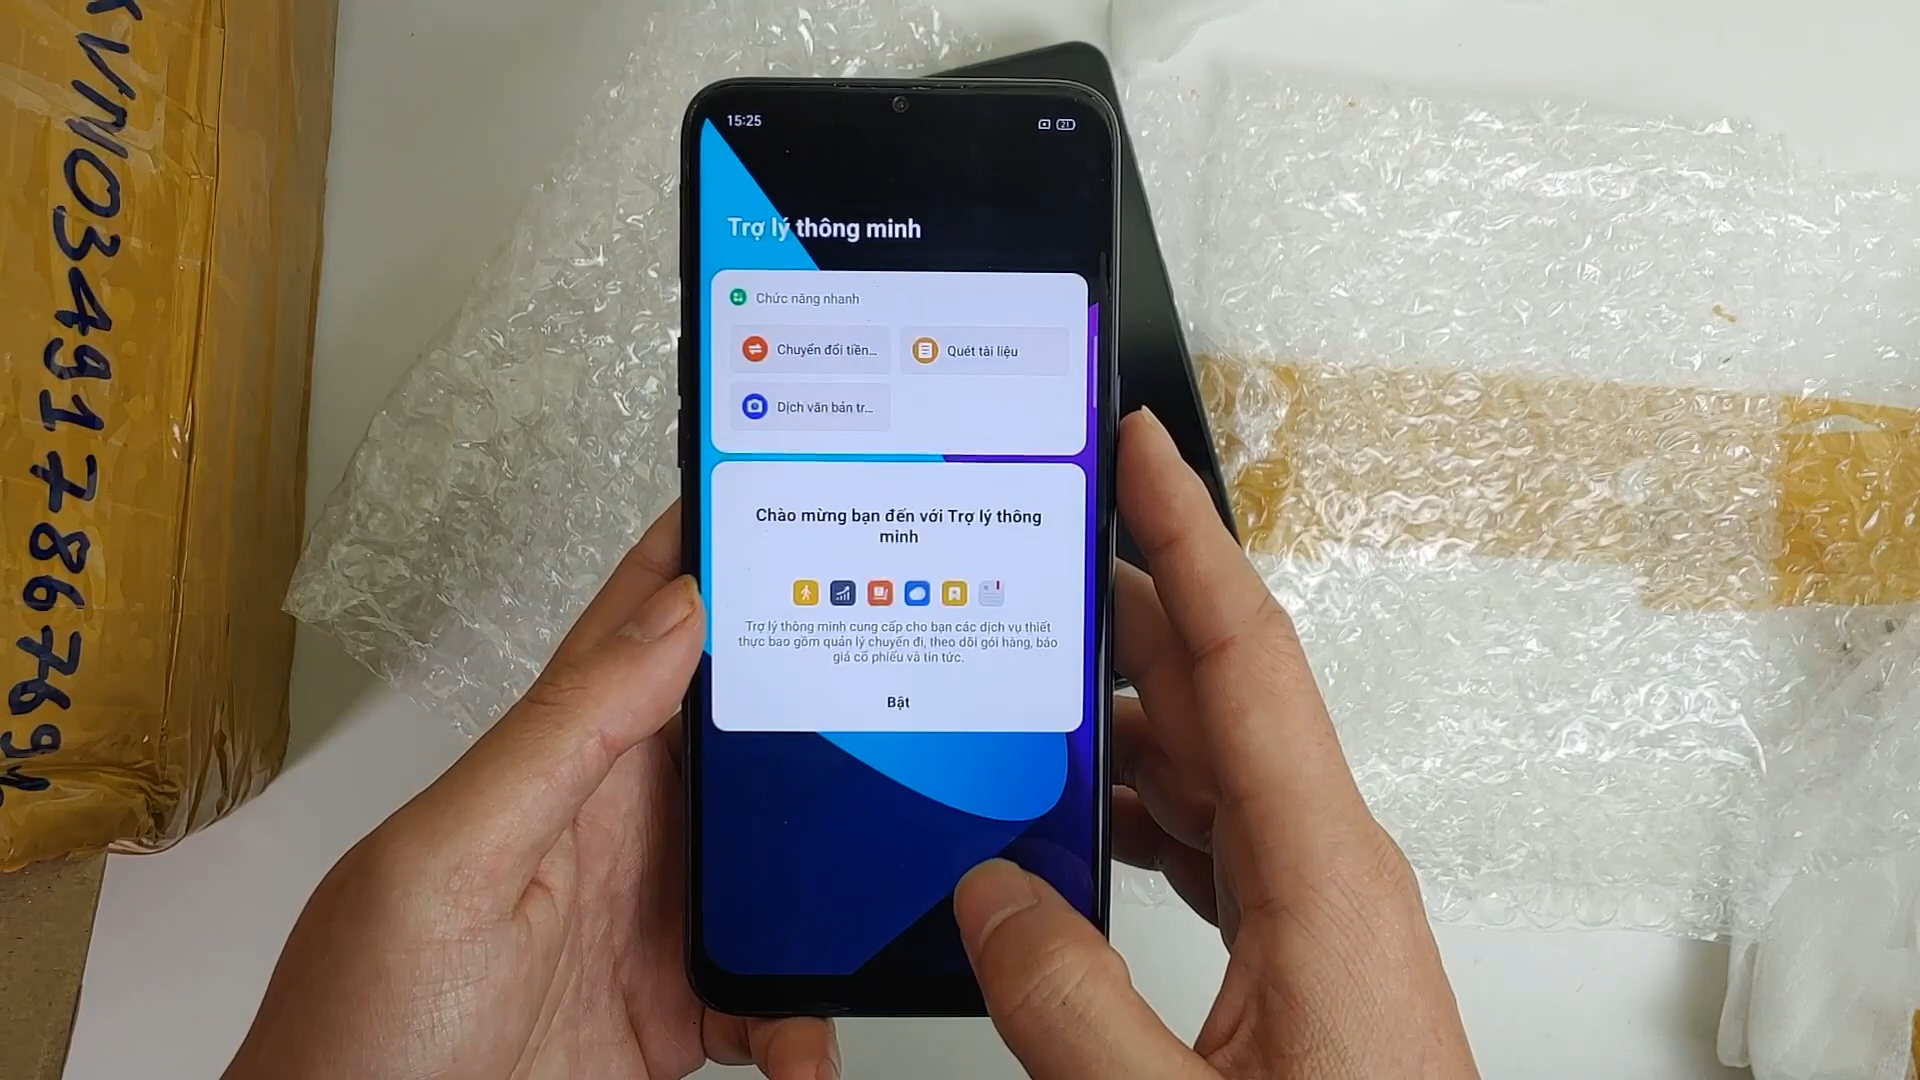 KVN034917867694
15:25
21
Trợ lý thông minh
Chức năng nhanh
Chuyển đổi tiền...
Quét tài liệu
Dịch văn bản tr...
Chào mừng bạn đến với Trợ lý thông
minh
Trợ lý thông minh cung cấp cho bạn các dịch vụ thiết
thực bao gồm quản lý chuyến đi, theo dõi gói hàng, báo
giá cổ phiếu và tin tức.
Bật